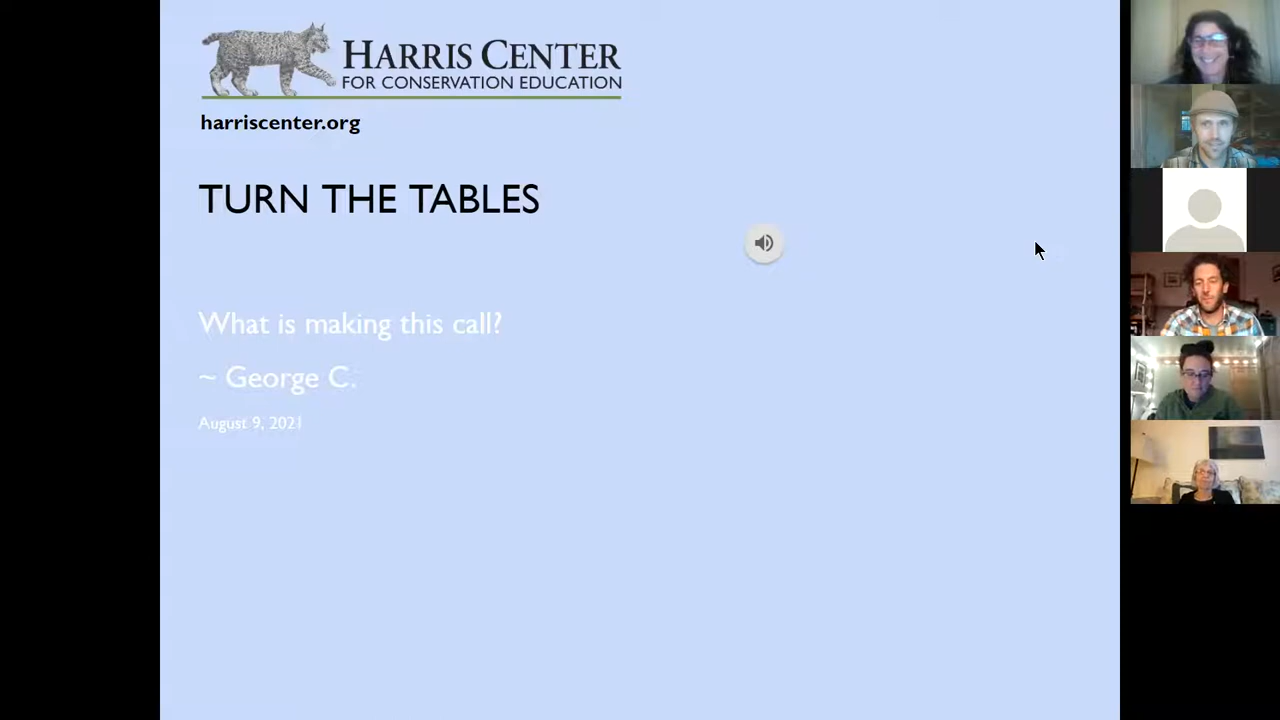 HARRIS CENTER
FOR CONSERVATION EDUCATION
harriscenter.org
TURN THE TABLES
What is making this call?
~ George C.
August 9, 2021